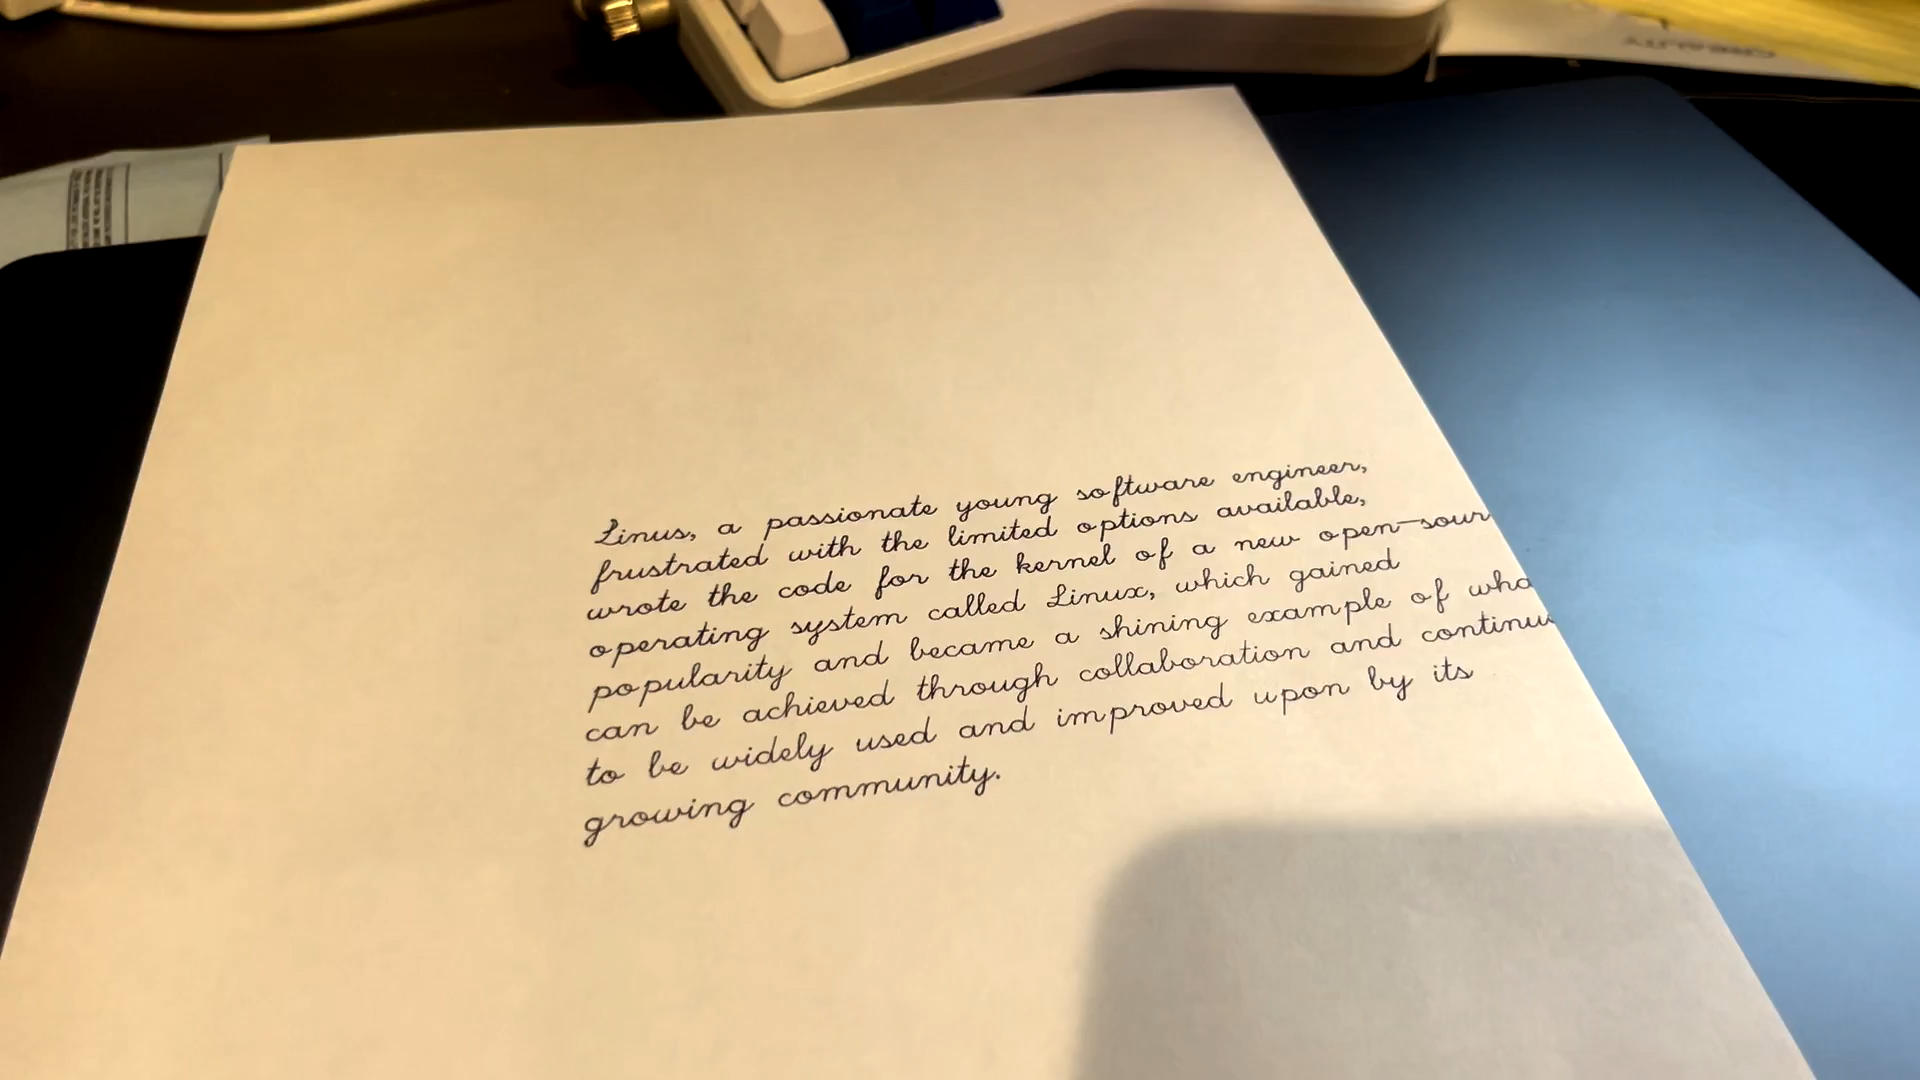 Linus, a passionate young software engineer,
frustrated with the limited options available,
wrote the code for the kernel of a new open-sour
operating system called Linux, which gained
popularity and became a shining example of wha
can be achieved through collaboration and continu
to be widely used and improved upon by its
growing community.
CREALITY